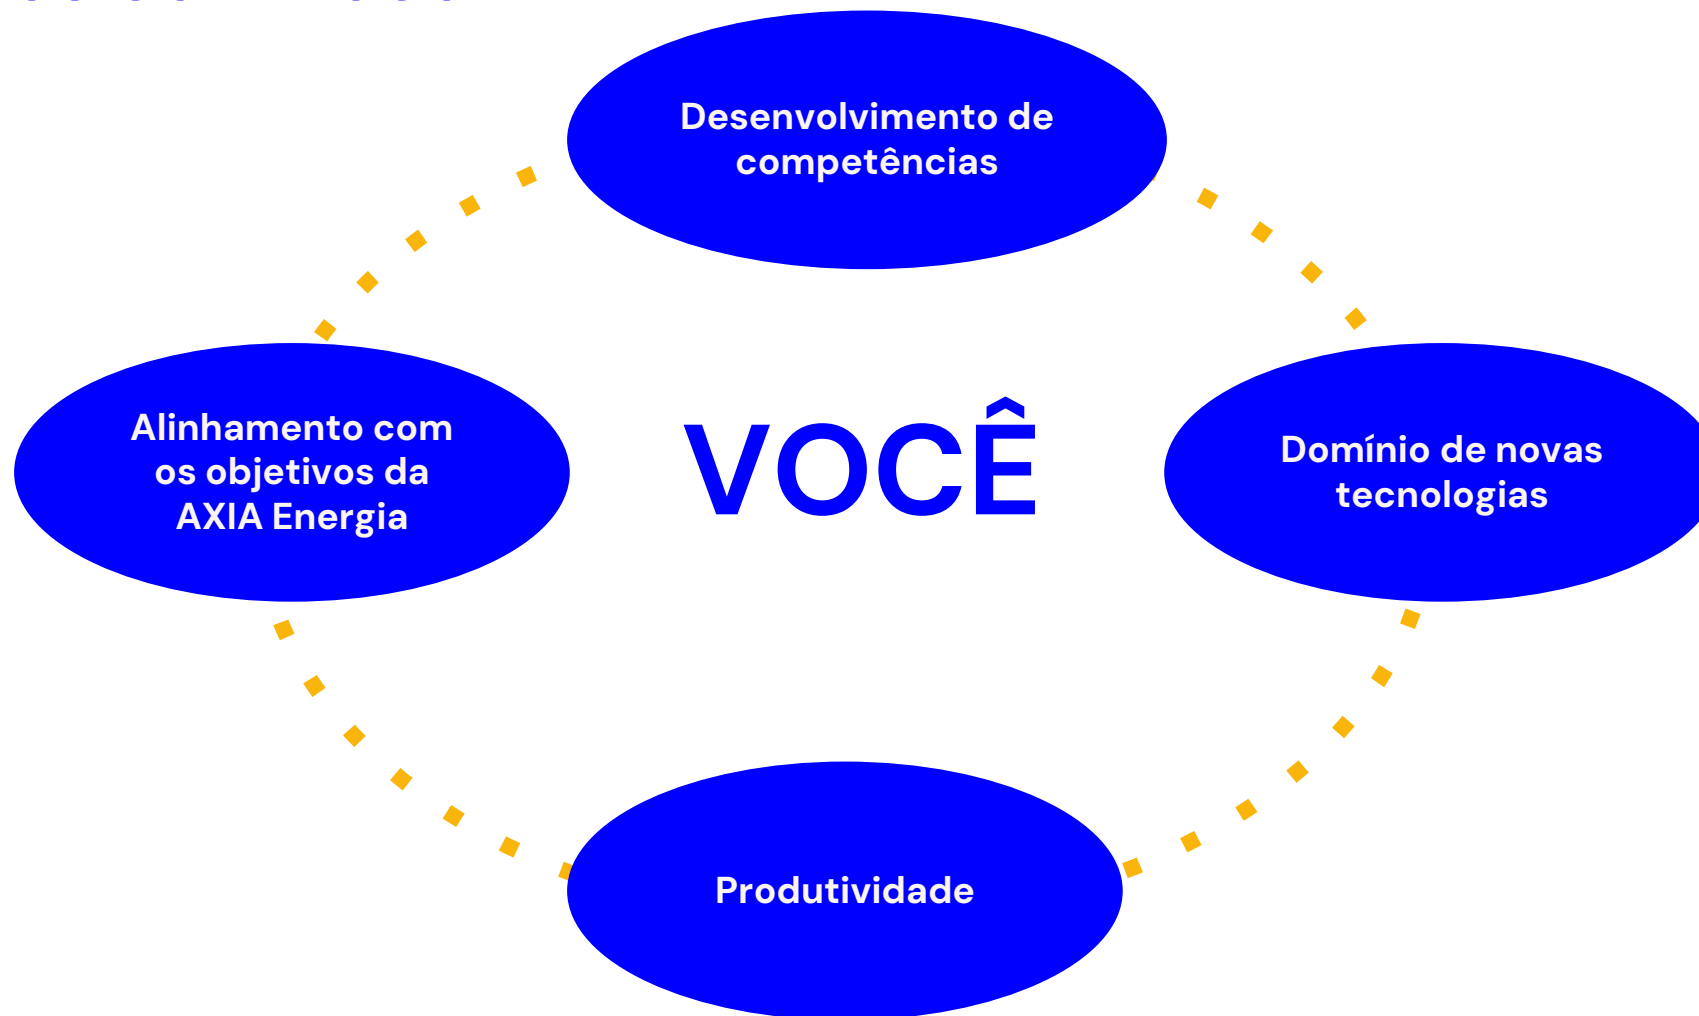 Desenvolvimento de
competências
Alinhamento com
os objetivos da
AXIA Energia
VOCÊ
Domínio de novas
tecnologias
Produtividade